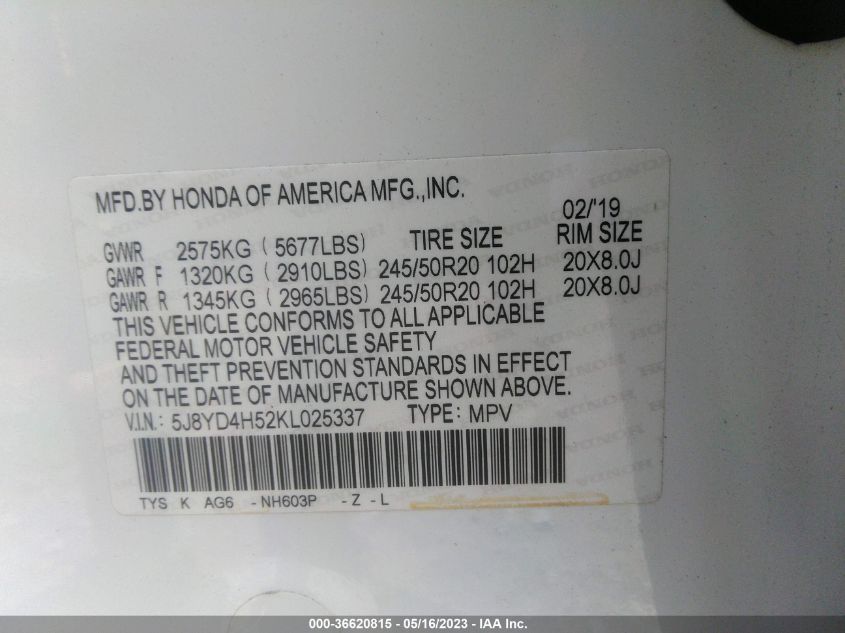 MFD.BY HONDA OF AMERICA MFG.,INC.
02/'19
GVWR 2575KG ( 5677LBS) TIRE SIZE RIM SIZE
GAWR F 1320KG ( 2910LBS) 245/50R20 102H 20X8.0J
GAWR R 1345KG ( 2965LBS) 245/50R20 102H 20X8.0J
THIS VEHICLE CONFORMS TO ALL APPLICABLE
FEDERAL MOTOR VEHICLE SAFETY
AND THEFT PREVENTION STANDARDS IN EFFECT
ON THE DATE OF MANUFACTURE SHOWN ABOVE.
V.I.N.: 5J8YD4H52KL025337 TYPE: MPV
TYS K AG6 -NH603P -Z -L
000-36620815 - 05/16/2023 - IAA Inc.